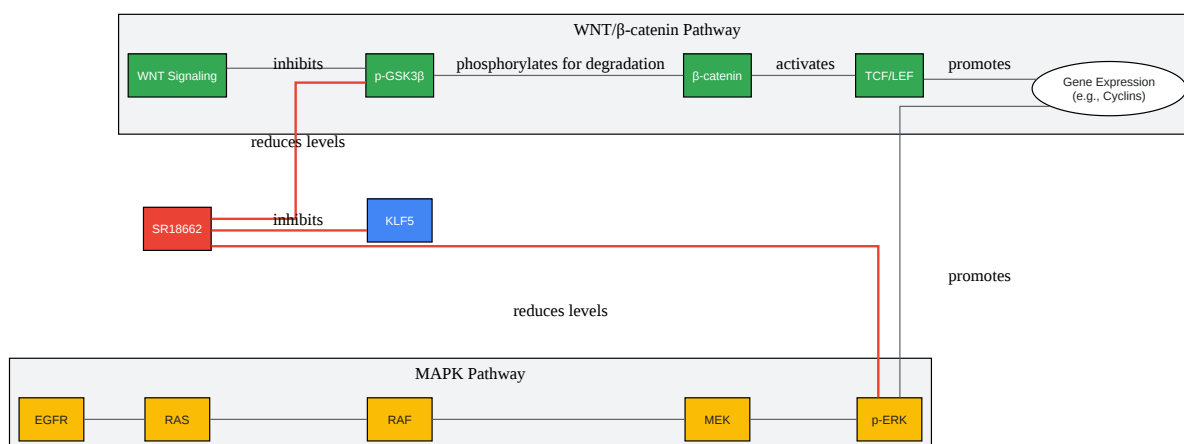 WNT/β-catenin Pathway
WNT Signaling
inhibits
p-GSK3β
phosphorylates for degradation
β-catenin
activates
TCF/LEF
promotes
Gene Expression
(e.g., Cyclins)
reduces levels
SR18662
inhibits
KLF5
promotes
reduces levels
MAPK Pathway
EGFR
RAS
RAF
MEK
p-ERK